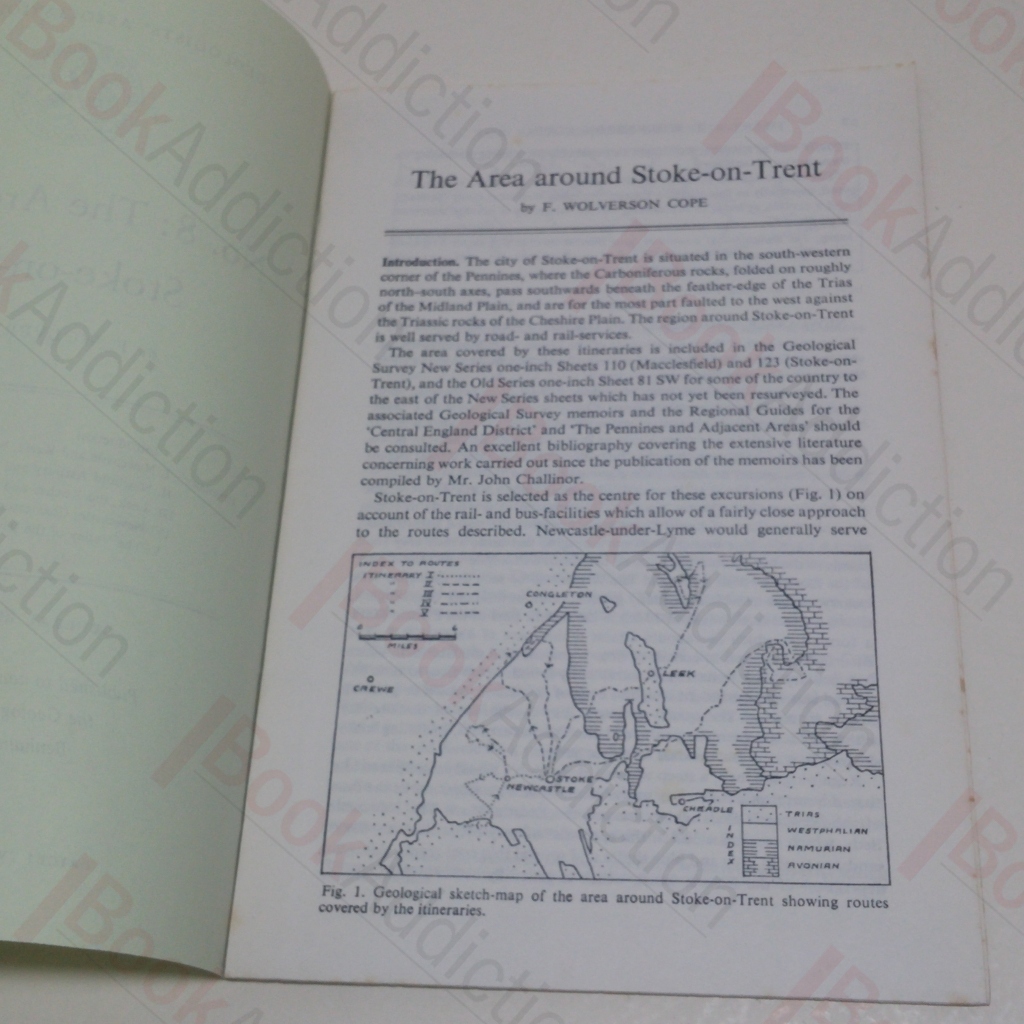 The Area around Stoke-on-Trent
by F. WOLVERSON COPE
Introduction. The city of Stoke-on-Trent is situated in the south-western
corner of the Pennines, where the Carboniferous rocks, folded on roughly
north-south axes, pass southwards beneath the feather-edge of the Trias
of the Midland Plain, and are for the most part faulted to the west against
the Triassic rocks of the Cheshire Plain. The region around Stoke-on-Trent
is well served by road- and rail-services.
The area covered by these itineraries is included in the Geological
Survey New Series one-inch Sheets 110 (Macclesfield) and 123 (Stoke-on-
Trent), and the Old Series one-inch Sheet 81 SW for some of the country to
the east of the New Series sheets which has not yet been resurveyed. The
associated Geological Survey memoirs and the Regional Guides for the
'Central England District' and 'The Pennines and Adjacent Areas' should
be consulted. An excellent bibliography covering the extensive literature
concerning work carried out since the publication of the memoirs has been
compiled by Mr. John Challinor.
Stoke-on-Trent is selected as the centre for these excursions (Fig. 1) on
account of the rail- and bus-facilities which allow of a fairly close approach
to the routes described. Newcastle-under-Lyme would generally serve
INDEX TO ROUTES
ITINERARY I
II
III
IV
V
MILES
CONGLETON
CREWE
LEEK
STOKE
NEWCASTLE
CHEADLE
INDEX
TRIAS
WESTPHALIAN
NAMURIAN
AVONIAN
Fig. 1. Geological sketch-map of the area around Stoke-on-Trent showing routes
covered by the itineraries.
BookAddiction